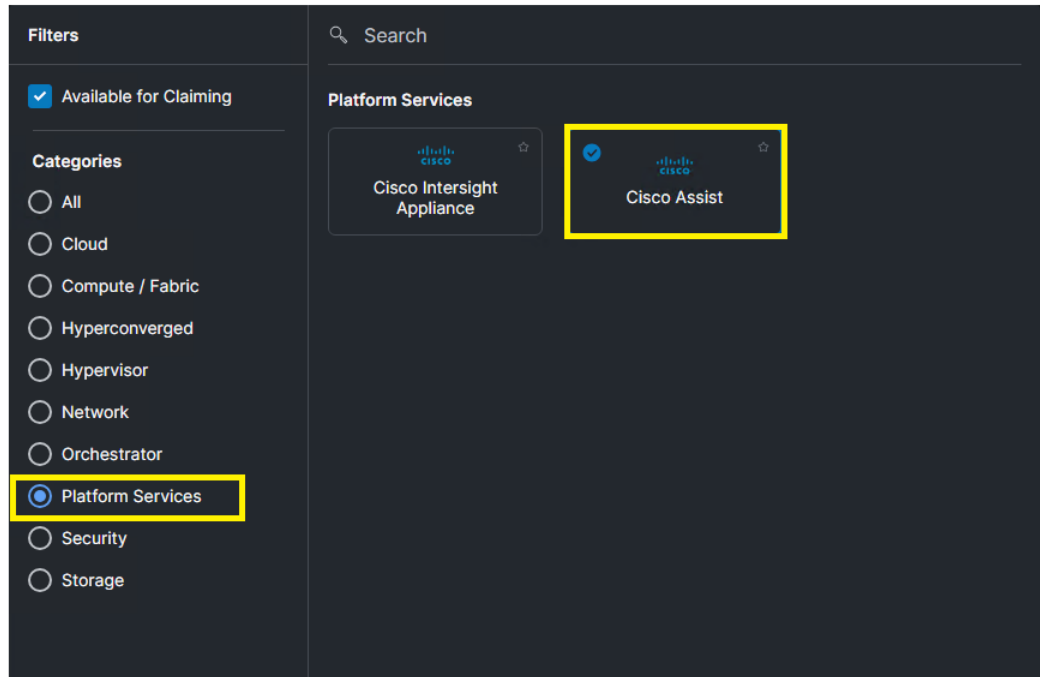 Filters
Search
Available for Claiming
Platform Services
Categories
All
Cloud
Compute / Fabric
Hyperconverged
Hypervisor
Network
Orchestrator
Platform Services
Security
Storage
CISCO
Cisco Intersight
Appliance
CISCO
Cisco Assist